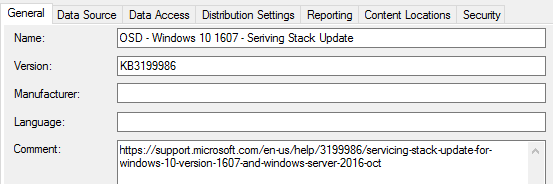 General Data Source Data Access Distribution Settings Reporting Content Locations Security
Name: OSD - Windows 10 1607 - Seriving Stack Update
Version: KB3199986
Manufacturer:
Language:
Comment: https://support.microsoft.com/en-us/help/3199986/servicing-stack-update-for-
windows-10-version-1607-and-windows-server-2016-oct